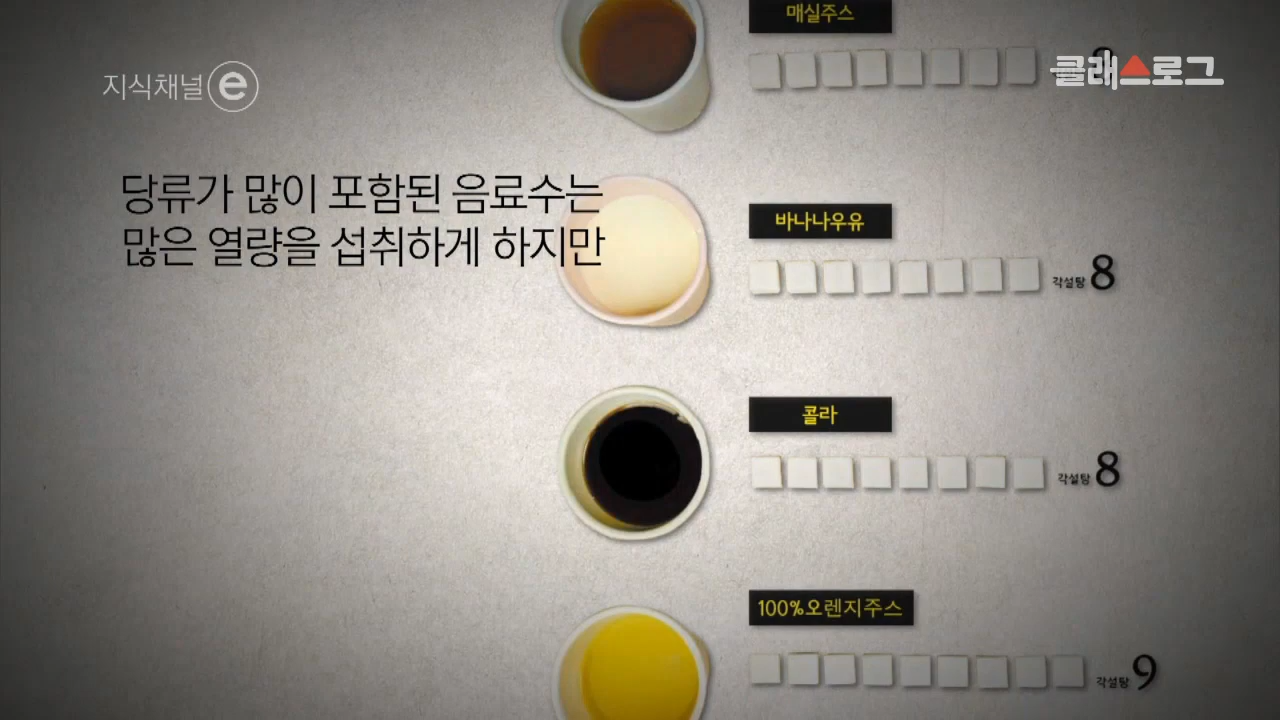 매실주스
지식채널 e
클래스로그
당류가 많이 포함된 음료수는
많은 열량을 섭취하게 하지만
바나나우유
각설탕 8
콜라
각설탕 8
100%오렌지주스
각설탕 9